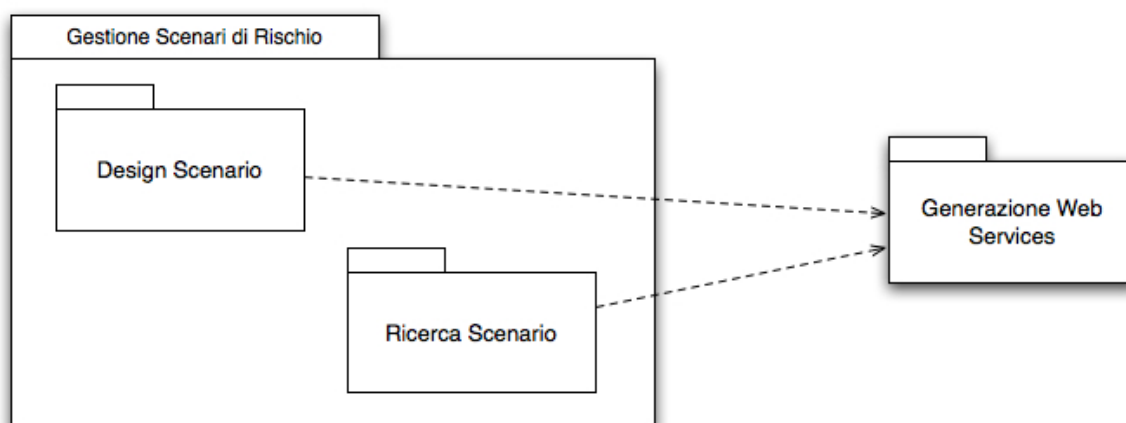 Gestione Scenari di Rischio
Design Scenario
Generazione Web
Services
Ricerca Scenario